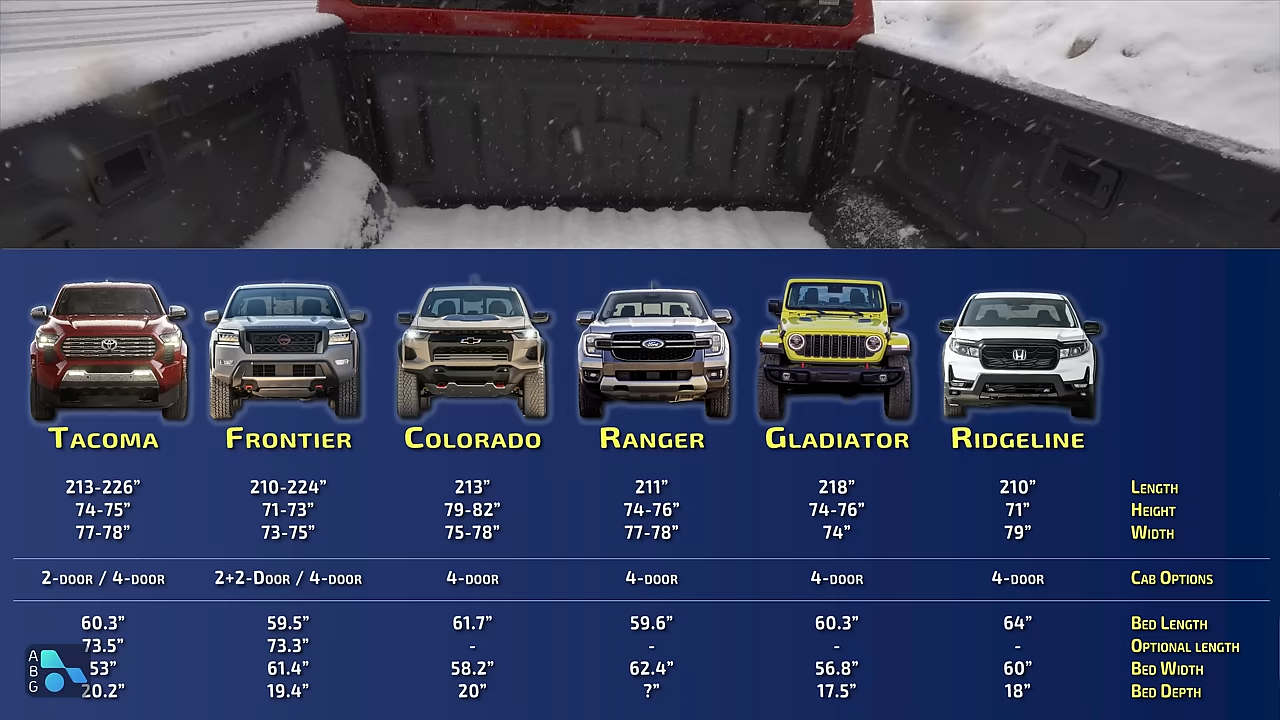 Tacoma Frontier Colorado Ranger Gladiator Ridgeline
213-226” 210-224” 213” 211” 218” 210” Length
74-75” 71-73” 79-82” 74-76” 74-76” 71” Height
77-78” 73-75” 75-78” 77-78” 74” 79” Width
2-door / 4-door 2+2-Door / 4-door 4-door 4-door 4-door 4-door Cab Options
60.3” 59.5” 61.7” 59.6” 60.3” 64” Bed Length
73.5” 73.3” - - - - Optional length
53” 61.4” 58.2” 62.4” 56.8” 60” Bed Width
20.2” 19.4” 20” ?” 17.5” 18” Bed Depth
A
B
G